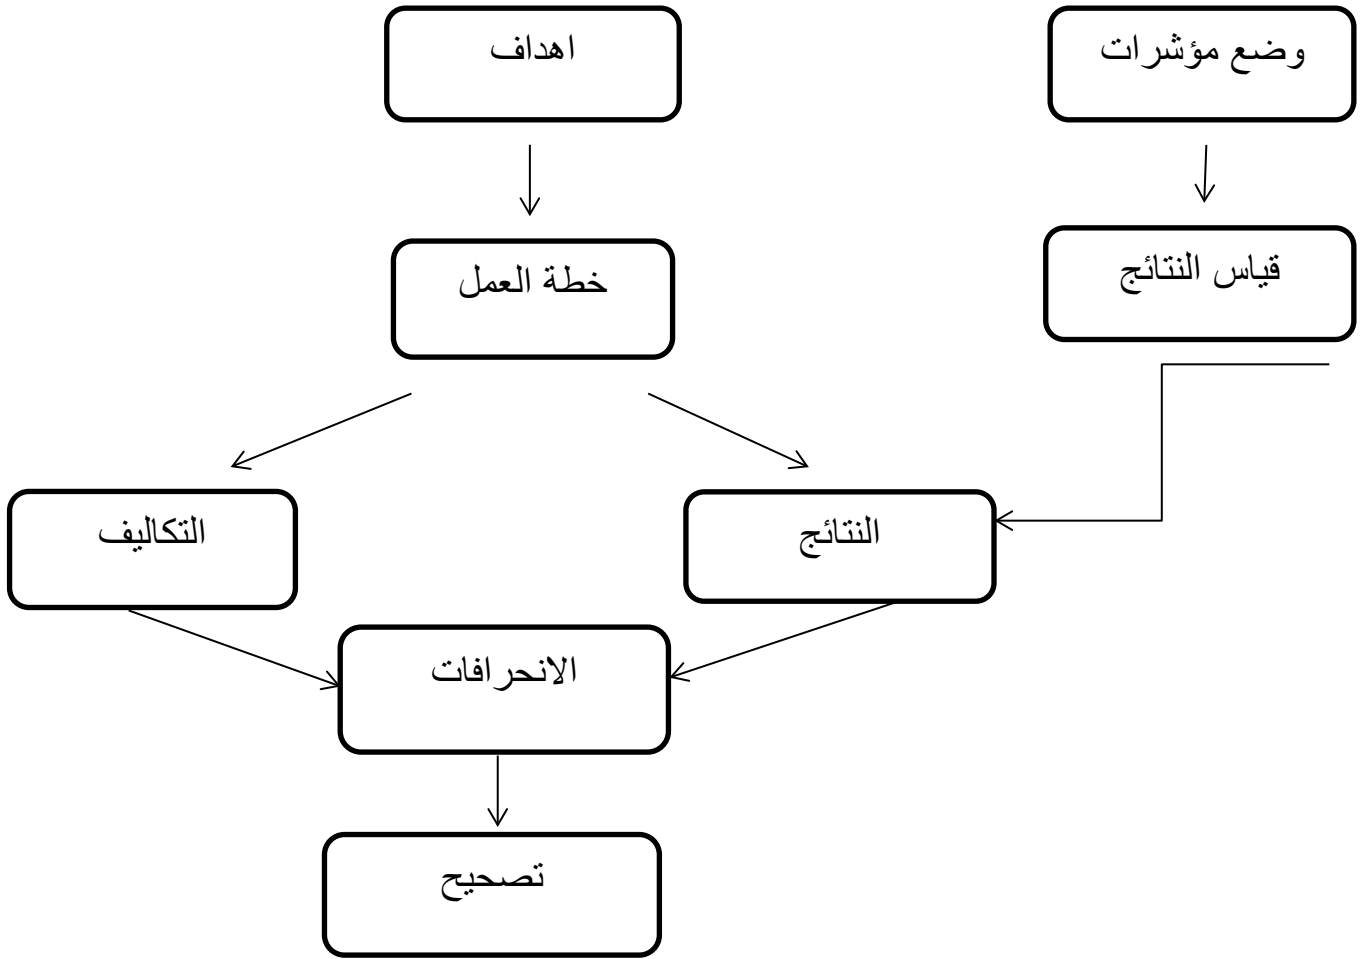 وضع مؤشرات
اهداف
قياس النتائج
خطة العمل
النتائج
التكاليف
الانحرافات
تصحيح